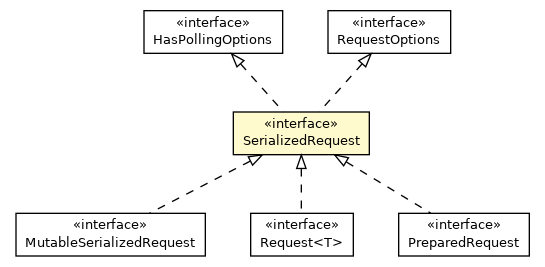 «interface»
HasPollingOptions
«interface»
RequestOptions
«interface»
SerializedRequest
«interface»
MutableSerializedRequest
«interface»
Request<T>
«interface»
PreparedRequest